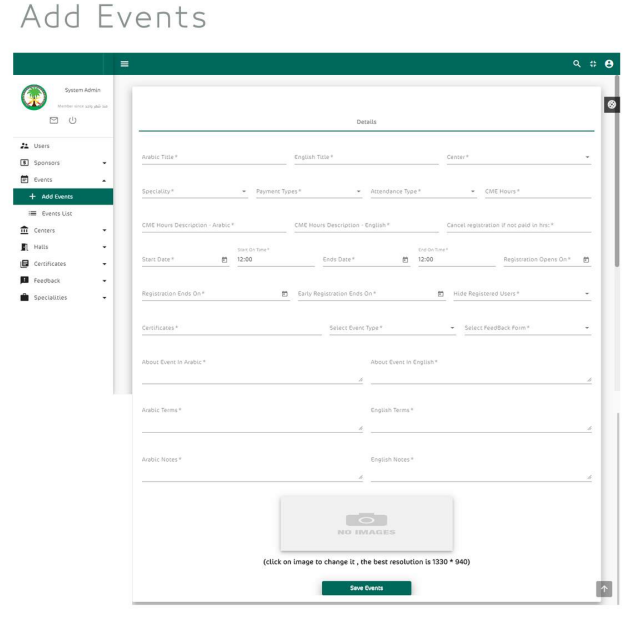 Add Events
System Admin
Member since
Users
Sponsors
Events
Add Events
Events List
Centers
Halls
Certificates
Feedback
Specialities
Details
Arabic Title *
English Title *
Center *
Speciality *
Payment Types *
Attendance Type *
CME Hours *
CME Hours Description - Arabic *
CME Hours Description - English *
Cancel registration if not paid in hrs: *
Start Date *
Start On Time *
12:00
Ends Date *
End On Time *
12:00
Registration Opens On *
Registration Ends On *
Early Registration Ends On *
Hide Registered Users *
Certificates *
Select Event Type *
Select FeedBack Form *
About Event In Arabic *
About Event In English *
Arabic Terms *
English Terms *
Arabic Notes *
English Notes *
NO IMAGES
(click on image to change it , the best resolution is 1330 * 940)
Save Events